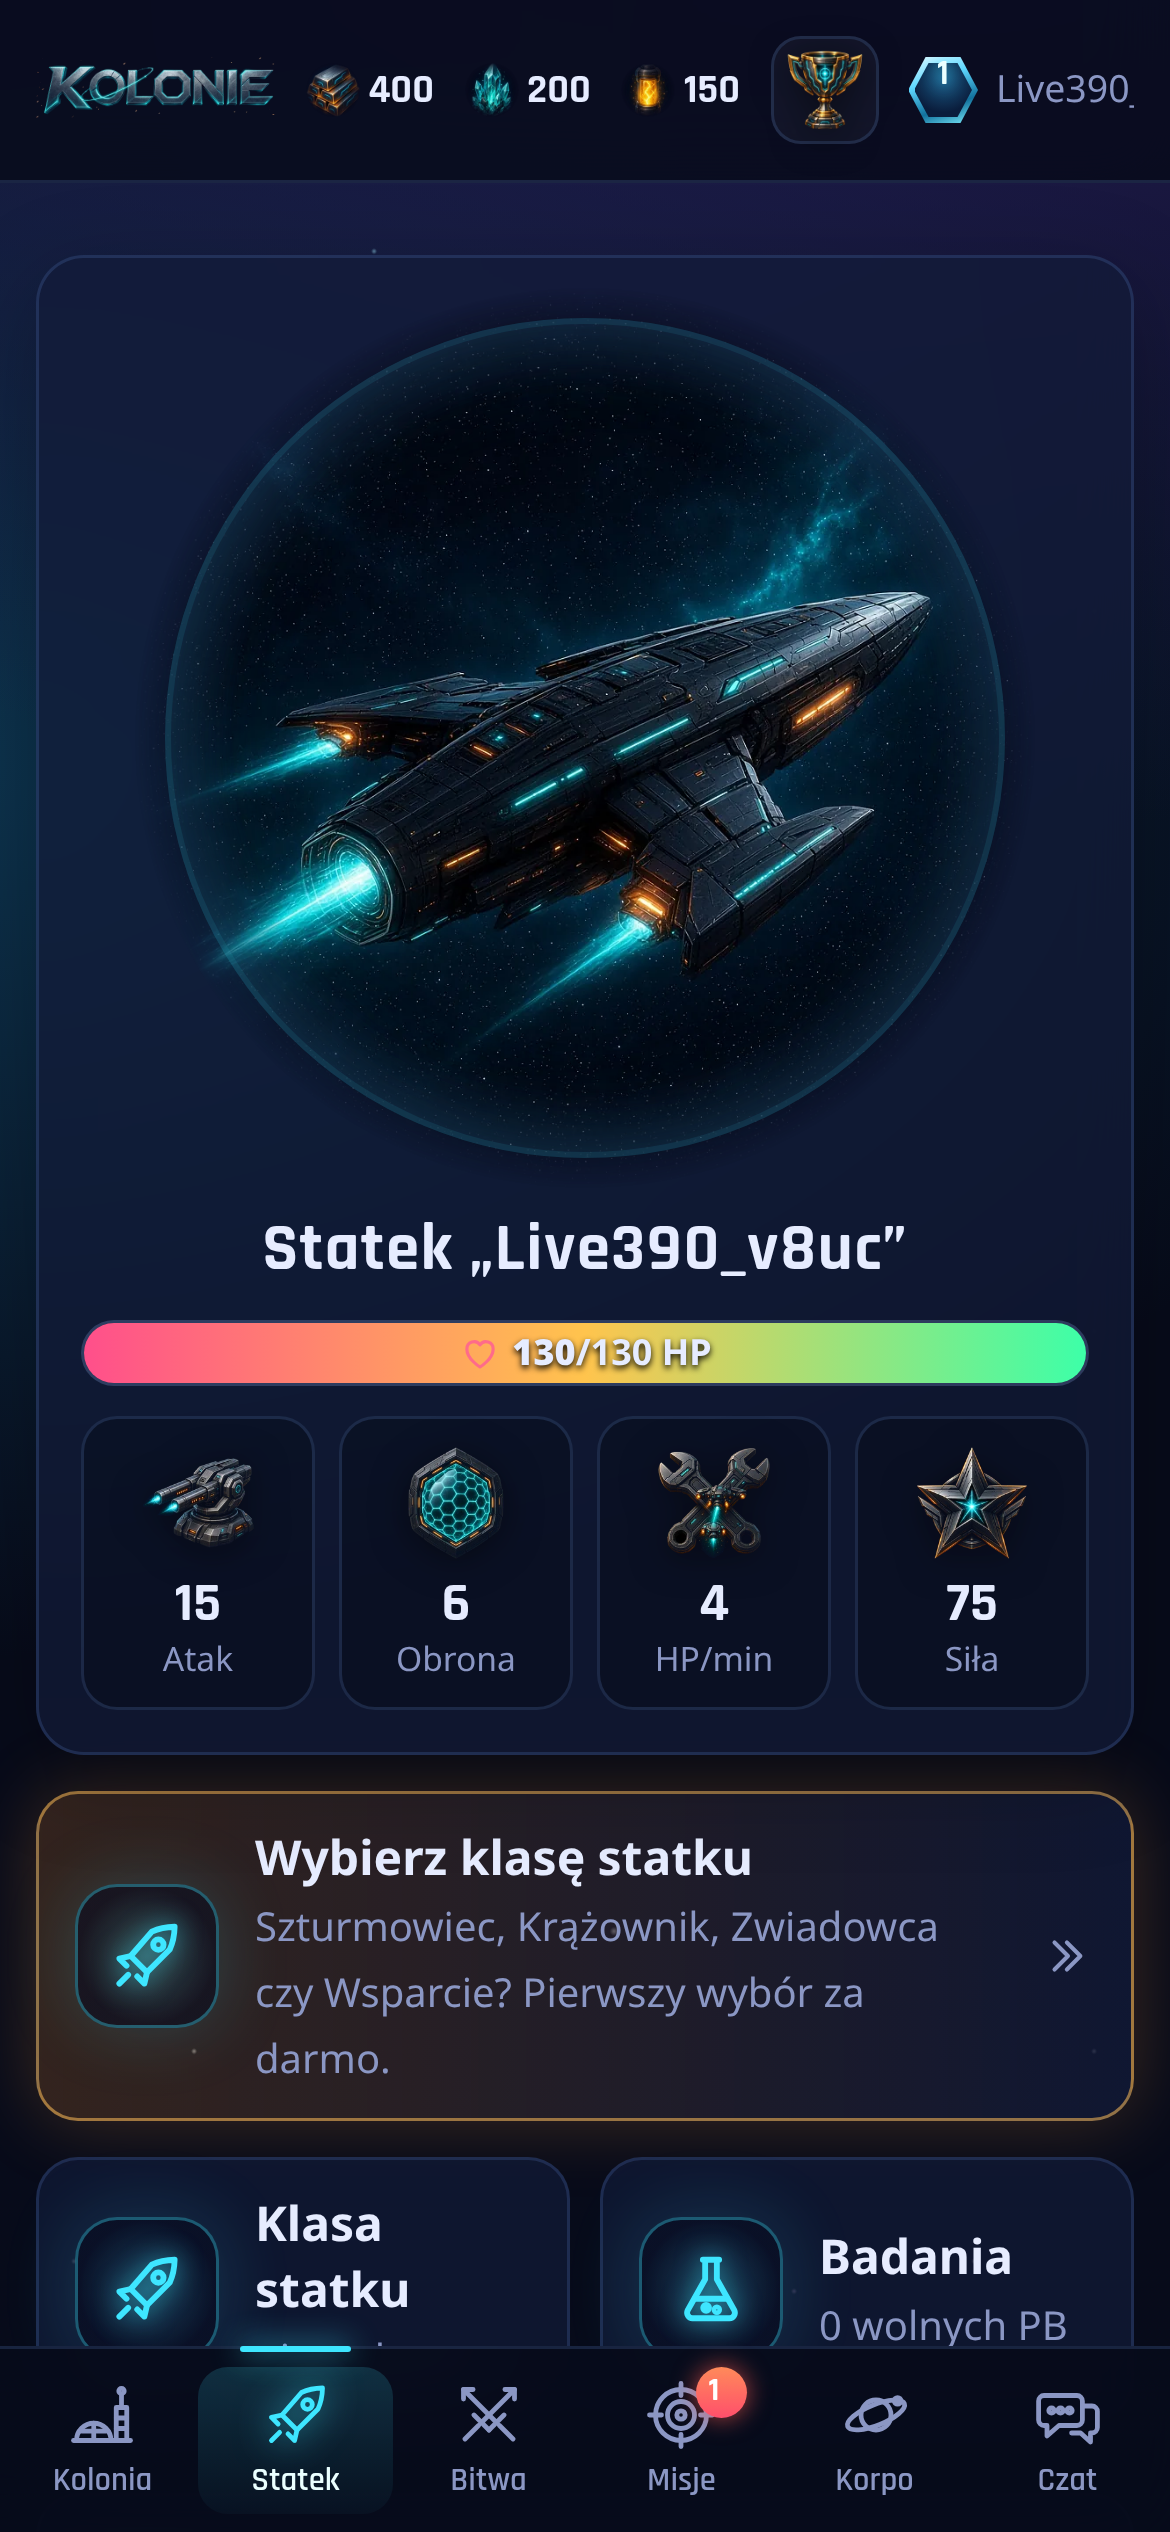 KOLONIE 400 200 150 1 Live390_
Statek „Live390_v8uc”
130/130 HP
15 6 4 75
Atak Obrona HP/min Siła
Wybierz klasę statku
Szturmowiec, Krążownik, Zwiadowca
czy Wsparcie? Pierwszy wybór za
darmo.
Klasa
statku
Badania
0 wolnych PB
1
Kolonia Statek Bitwa Misje Korpo Czat